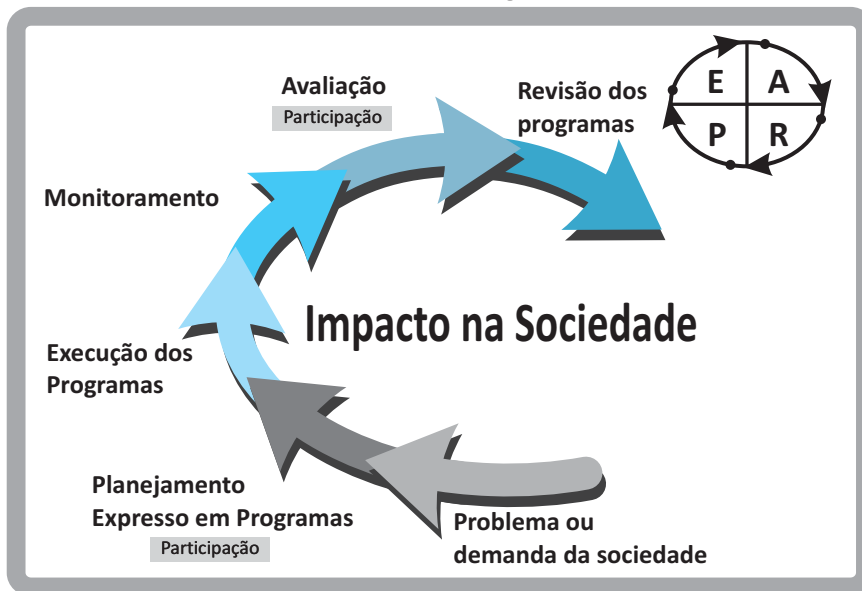 Avaliação
Participação
Revisão dos
programas
E A
P R
Monitoramento
Impacto na Sociedade
Execução dos
Programas
Planejamento
Expresso em Programas
Participação
Problema ou
demanda da sociedade